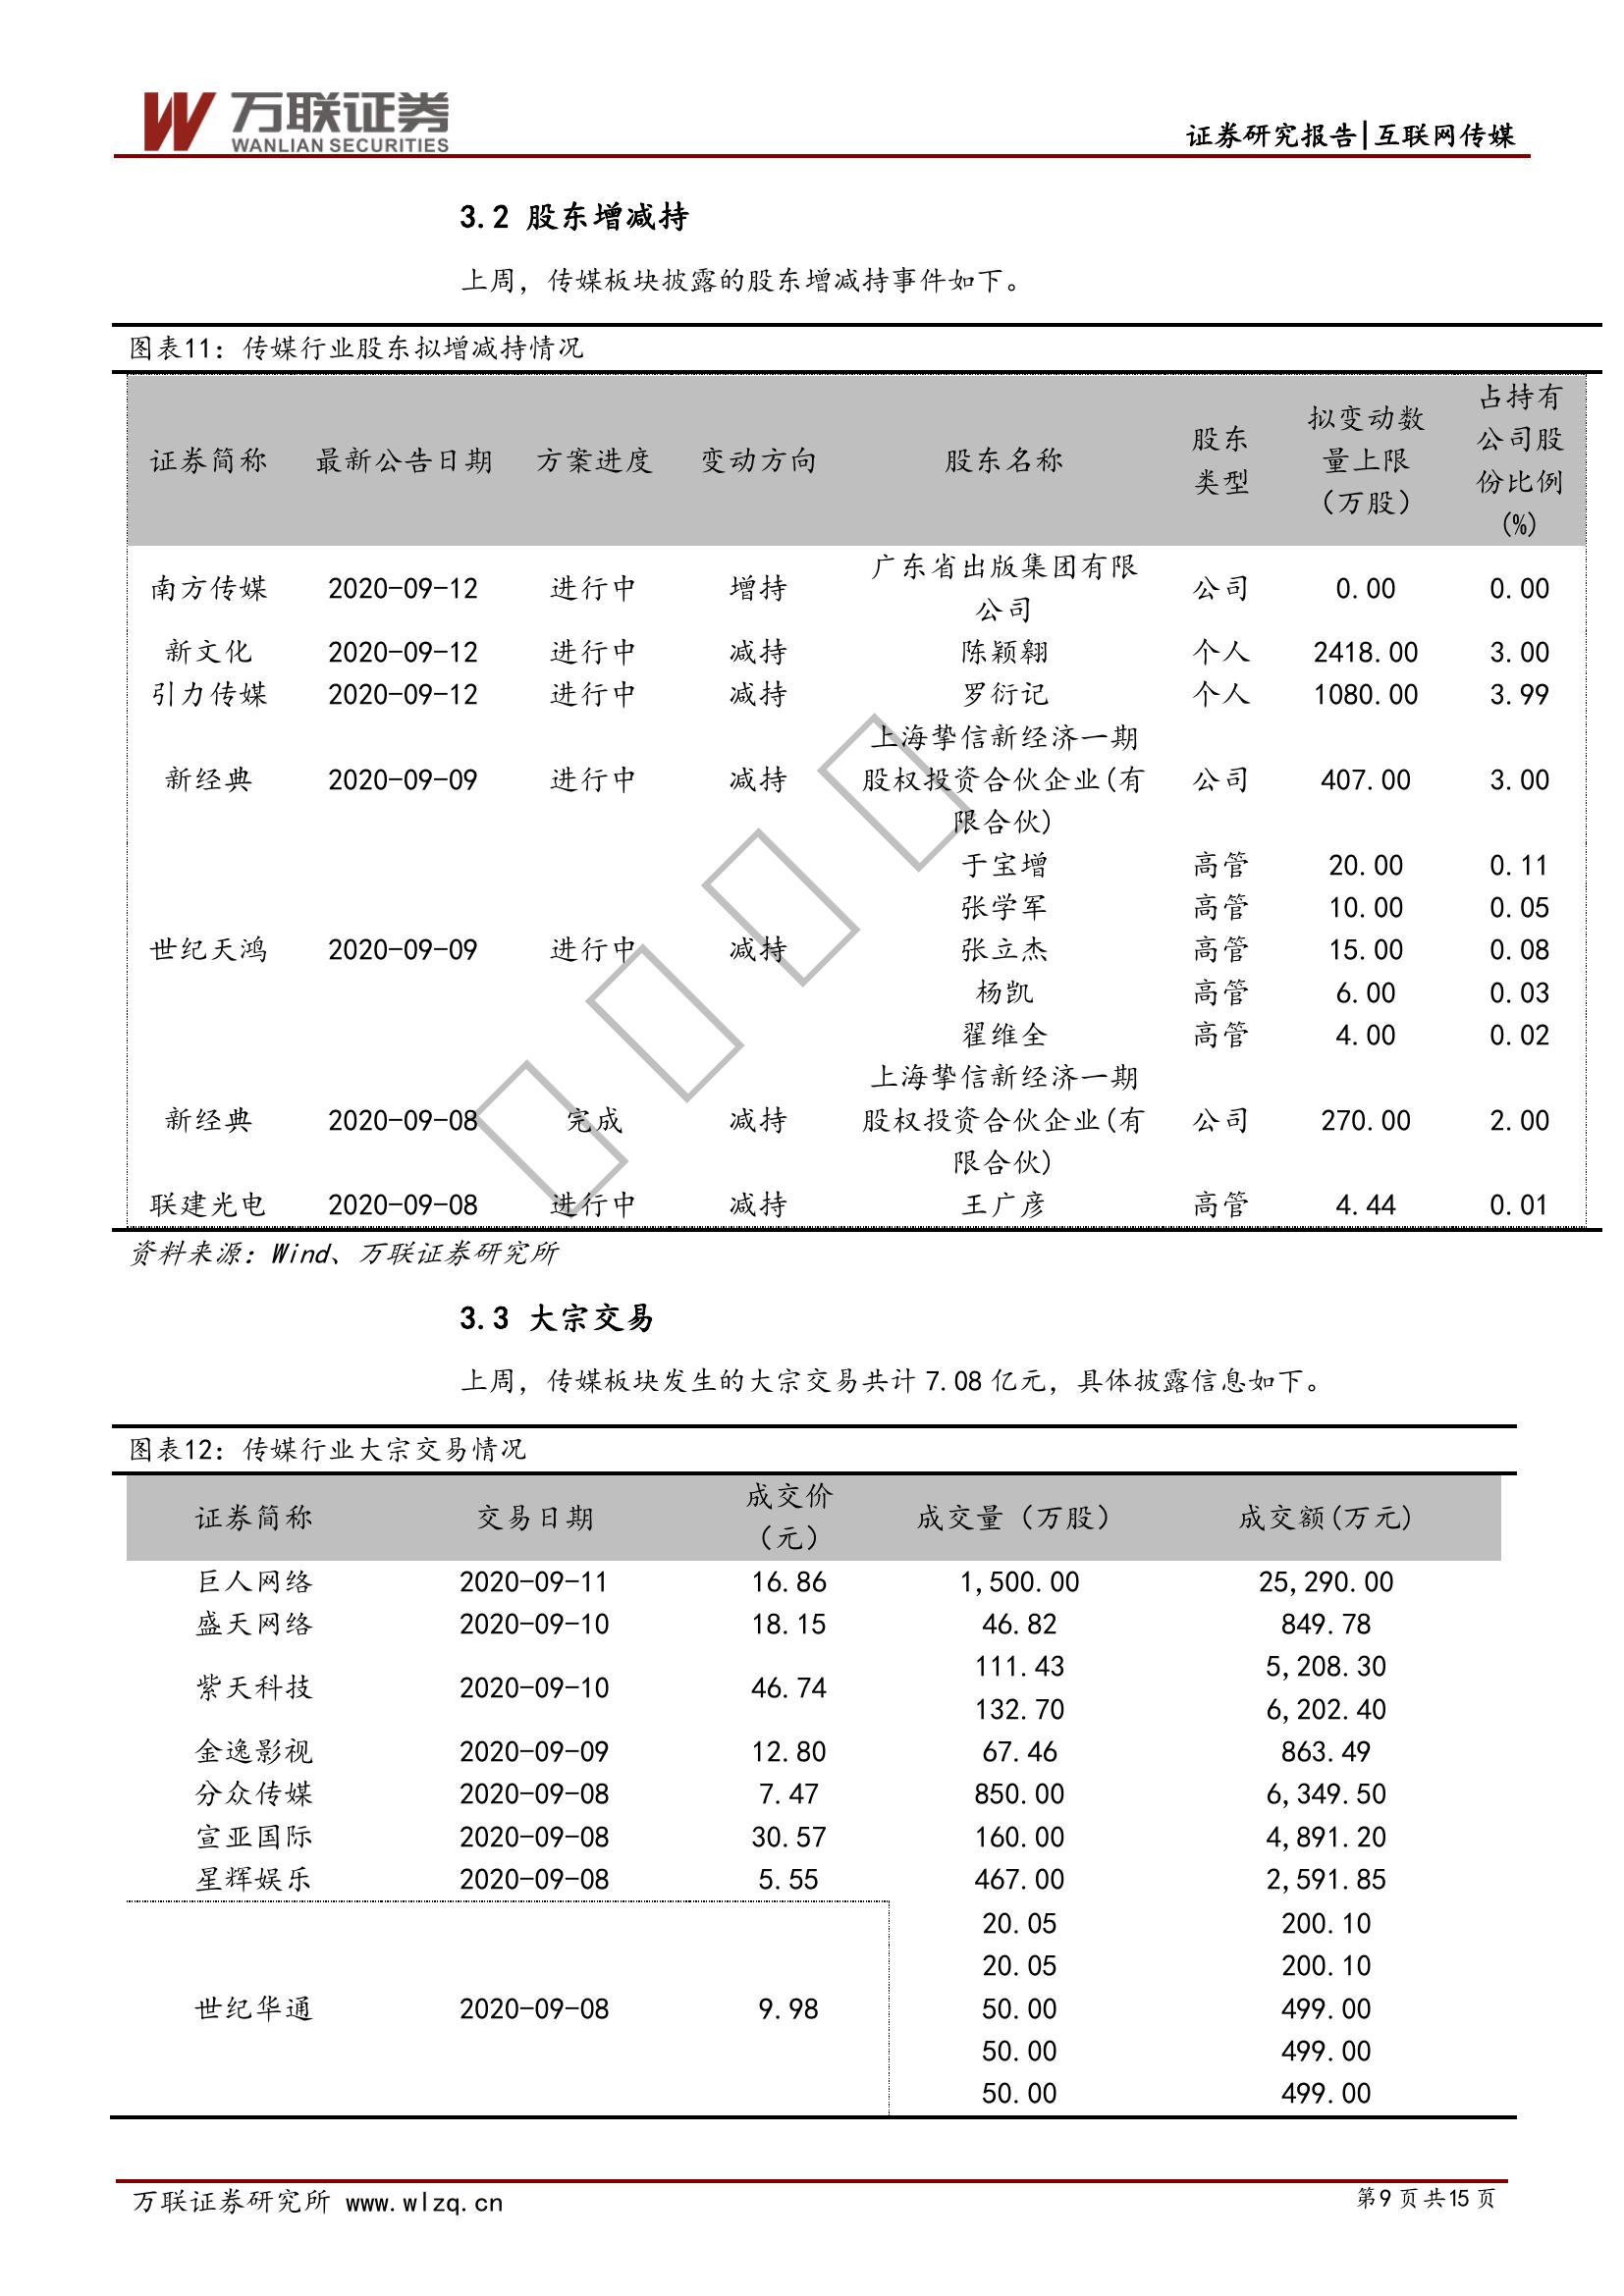 万联证券
WANLIAN SECURITIES
证券研究报告|互联网传媒
3.2 股东增减持
上周，传媒板块披露的股东增减持事件如下。
图表11：传媒行业股东拟增减持情况
证券简称 最新公告日期 方案进度 变动方向 股东名称 股东类型 拟变动数量上限（万股） 占持有公司股份比例(%)
南方传媒 2020-09-12 进行中 增持 广东省出版集团有限公司 公司 0.00 0.00
新文化 2020-09-12 进行中 减持 陈颖翱 个人 2418.00 3.00
引力传媒 2020-09-12 进行中 减持 罗衍记 个人 1080.00 3.99
新经典 2020-09-09 进行中 减持 上海挚信新经济一期股权投资合伙企业(有限合伙) 公司 407.00 3.00
于宝增 高管 20.00 0.11
张学军 高管 10.00 0.05
世纪天鸿 2020-09-09 进行中 减持 张立杰 高管 15.00 0.08
杨凯 高管 6.00 0.03
翟维全 高管 4.00 0.02
新经典 2020-09-08 完成 减持 上海挚信新经济一期股权投资合伙企业(有限合伙) 公司 270.00 2.00
联建光电 2020-09-08 进行中 减持 王广彦 高管 4.44 0.01
资料来源：Wind、万联证券研究所
3.3 大宗交易
上周，传媒板块发生的大宗交易共计 7.08 亿元，具体披露信息如下。
图表12：传媒行业大宗交易情况
证券简称 交易日期 成交价（元） 成交量（万股） 成交额(万元)
巨人网络 2020-09-11 16.86 1,500.00 25,290.00
盛天网络 2020-09-10 18.15 46.82 849.78
紫天科技 2020-09-10 46.74 111.43 5,208.30
132.70 6,202.40
金逸影视 2020-09-09 12.80 67.46 863.49
分众传媒 2020-09-08 7.47 850.00 6,349.50
宣亚国际 2020-09-08 30.57 160.00 4,891.20
星辉娱乐 2020-09-08 5.55 467.00 2,591.85
20.05 200.10
20.05 200.10
世纪华通 2020-09-08 9.98 50.00 499.00
50.00 499.00
50.00 499.00
万联证券研究所 www.wlzq.cn
第9 页 共15 页